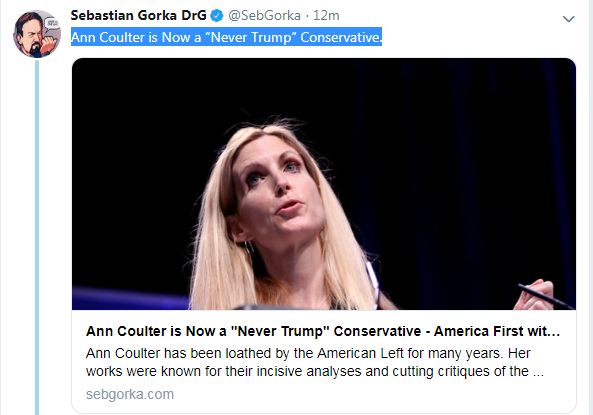 Sebastian Gorka DrG @SebGorka · 12m
Ann Coulter is Now a "Never Trump" Conservative.
Ann Coulter is Now a "Never Trump" Conservative - America First wit...
Ann Coulter has been loathed by the American Left for many years. Her
works were known for their incisive analyses and cutting critiques of the ...
sebgorka.com